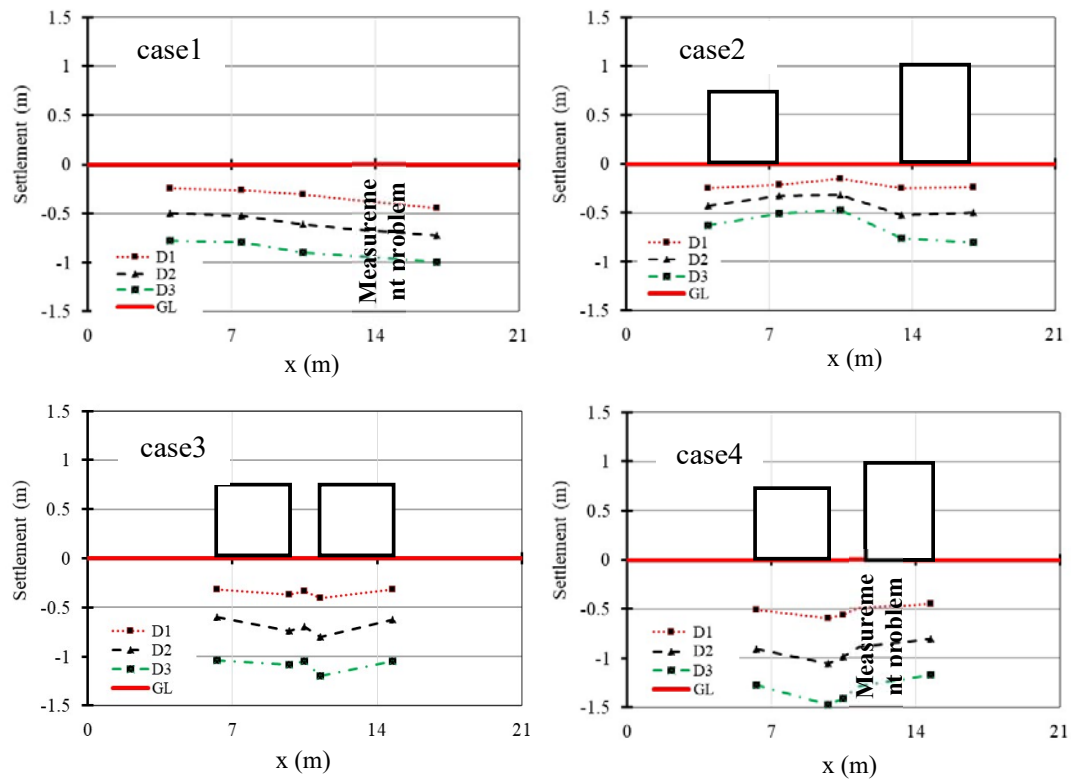 case1
Settlement (m)
1.5
1
0.5
0
-0.5
-1
-1.5
D1
D2
D3
GL
Measureme
nt problem
0
7
14
21
x (m)
case2
Settlement (m)
1.5
1
0.5
0
-0.5
-1
-1.5
D1
D2
D3
GL
0
7
14
21
x (m)
case3
Settlement (m)
1.5
1
0.5
0
-0.5
-1
-1.5
D1
D2
D3
GL
0
7
14
21
x (m)
case4
Settlement (m)
1.5
1
0.5
0
-0.5
-1
-1.5
D1
D2
D3
GL
Measureme
nt problem
0
7
14
21
x (m)